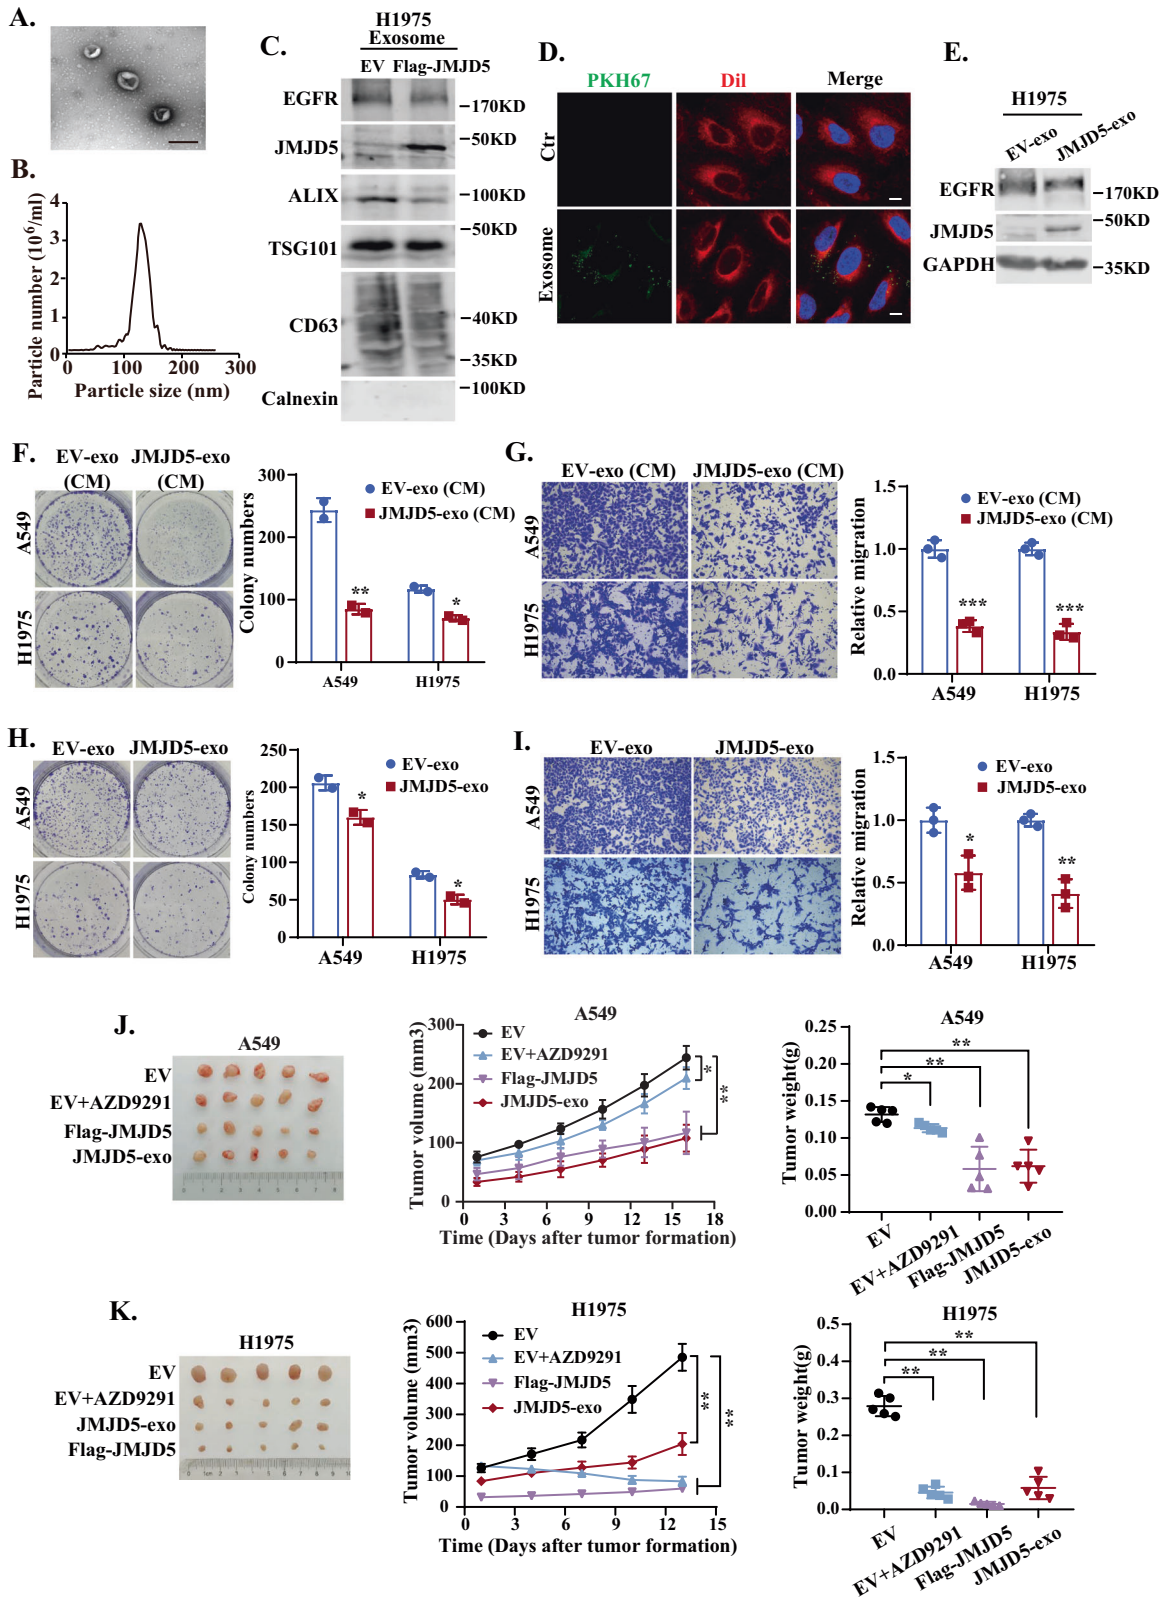 A.
B.
Particle number (10⁶/ml)
4
3
2
1
0
0 100 200 300
Particle size (nm)
C.
H1975
Exosome
EV Flag-JMJD5
EGFR
–170KD
JMJD5
–50KD
ALIX
–100KD
TSG101
–50KD
CD63
–40KD
–35KD
Calnexin
–100KD
D.
PKH67 Dil Merge
Ctr
Exosome
E.
H1975
EV-exo JMJD5-exo
EGFR
–170KD
JMJD5
–50KD
GAPDH
–35KD
F.
EV-exo (CM) JMJD5-exo (CM)
A549
H1975
Colony numbers
300
200
100
0
EV-exo (CM)
JMJD5-exo (CM)
** *
A549 H1975
G.
EV-exo (CM) JMJD5-exo (CM)
A549
H1975
Relative migration
1.5
1.0
0.5
0.0
EV-exo (CM)
JMJD5-exo (CM)
*** ***
A549 H1975
H.
EV-exo JMJD5-exo
A549
H1975
Colony numbers
250
200
150
100
50
0
EV-exo
JMJD5-exo
* *
A549 H1975
I.
EV-exo JMJD5-exo
A549
H1975
Relative migration
1.5
1.0
0.5
0.0
EV-exo
JMJD5-exo
* **
A549 H1975
J.
A549
EV
EV+AZD9291
Flag-JMJD5
JMJD5-exo
0 1 2 3 4 5 6 7 8
A549
Tumor volume (mm3)
300
200
100
0
EV
EV+AZD9291
Flag-JMJD5
JMJD5-exo
* **
0 3 6 9 12 15 18
Time (Days after tumor formation)
A549
Tumor weight(g)
0.25
0.20
0.15
0.10
0.05
0.00
**
**
*
EV EV+AZD9291 Flag-JMJD5 JMJD5-exo
K.
H1975
EV
EV+AZD9291
JMJD5-exo
Flag-JMJD5
H1975
Tumor volume (mm3)
600
500
400
300
200
100
0
EV
EV+AZD9291
Flag-JMJD5
JMJD5-exo
** **
0 3 6 9 12 15
Time (Days after tumor formation)
H1975
Tumor weight(g)
0.5
0.4
0.3
0.2
0.1
0.0
**
**
**
EV EV+AZD9291 Flag-JMJD5 JMJD5-exo